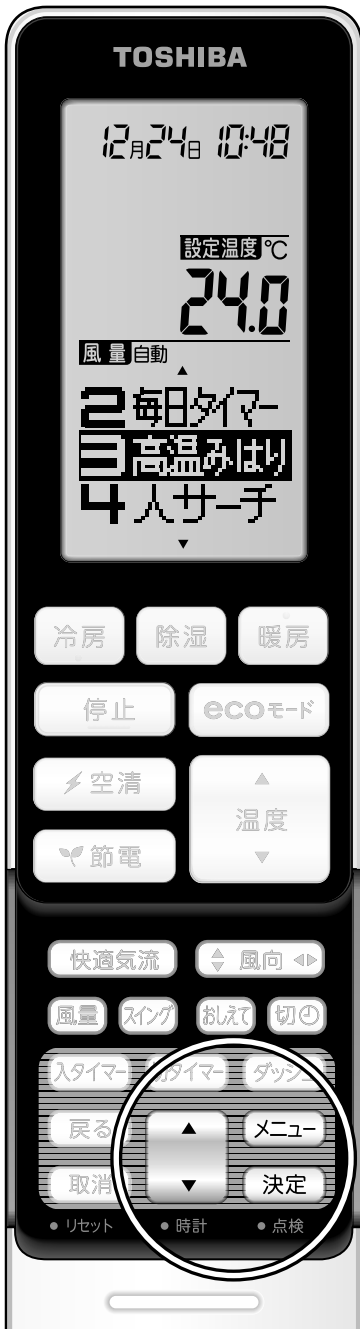 TOSHIBA
12月24日 10:48
設定温度 ℃
24.0
風量 自動
▲
2 毎日タイマー
3 高温みはり
4 人サーチ
▼
冷房 除湿 暖房
停止 ecoモード
空清 ▲
温度
節電 ▼
快適気流 風向
風量 スイング おしえて 切
入タイマー 切タイマー ダッシュ
戻る ▲ メニュー
取消 ▼ 決定
● リセット ● 時計 ● 点検